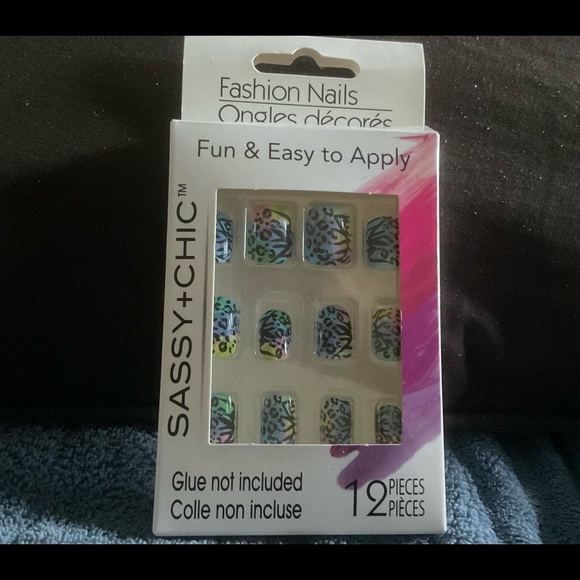 Fashion Nails
Ongles décorés
Fun & Easy to Apply
SASSY+CHIC™
Glue not included
Colle non incluse
12 PIECES
PIÈCES